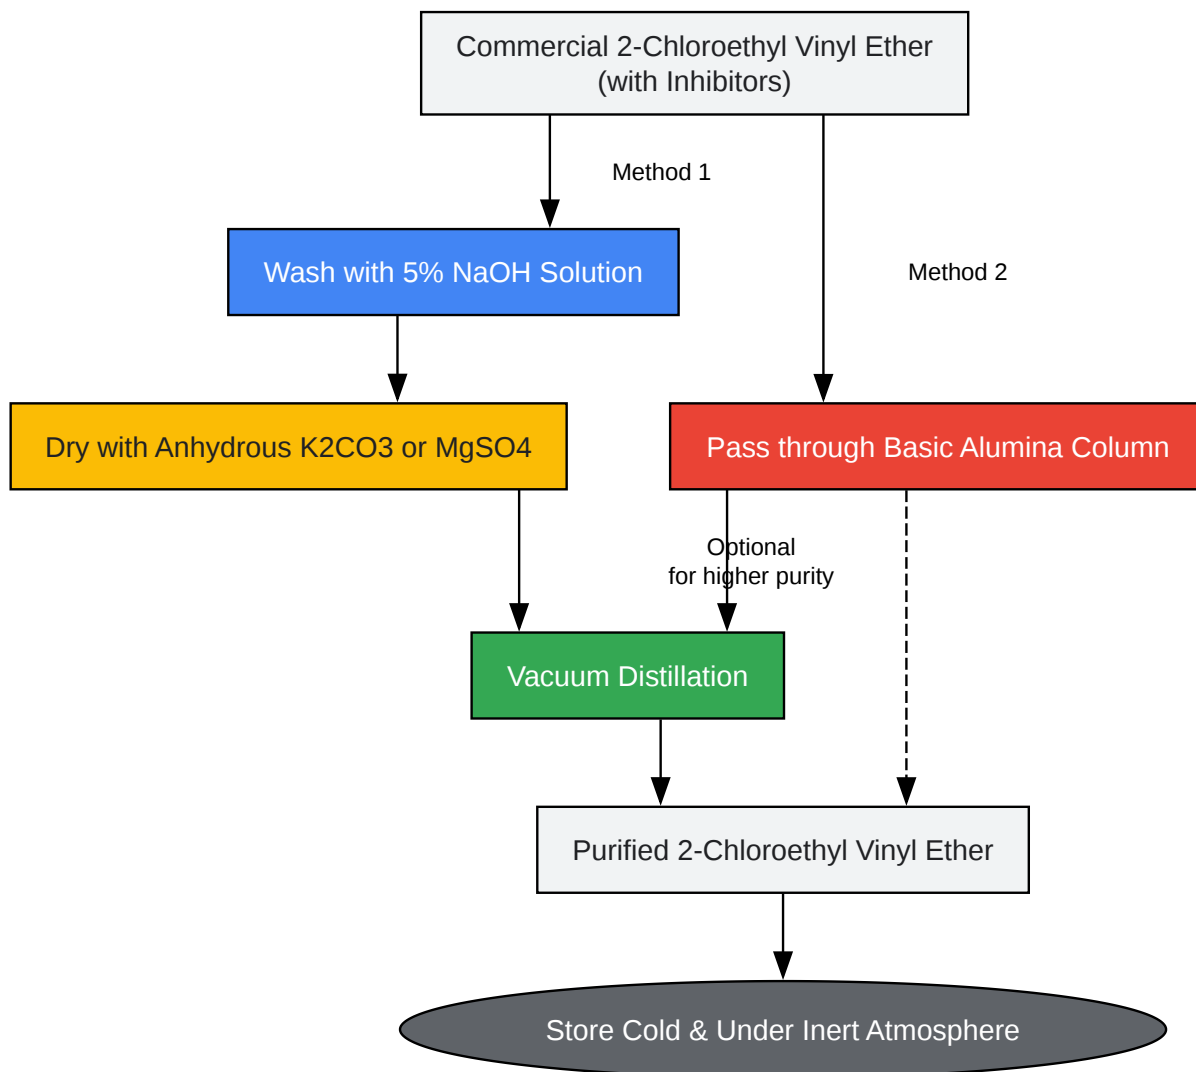 Commercial 2-Chloroethyl Vinyl Ether
(with Inhibitors)
Method 1
Wash with 5% NaOH Solution
Method 2
Dry with Anhydrous K2CO3 or MgSO4
Pass through Basic Alumina Column
Optional
for higher purity
Vacuum Distillation
Purified 2-Chloroethyl Vinyl Ether
Store Cold & Under Inert Atmosphere